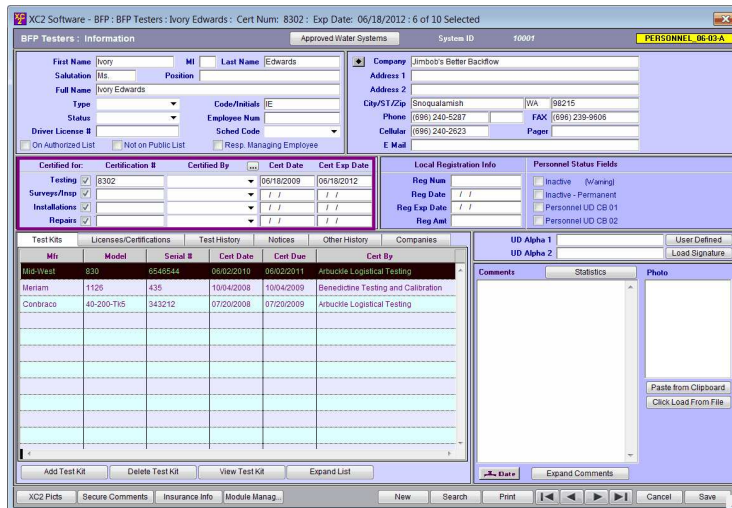 XC2 Software - BFP : BFP Testers : Ivory Edwards : Cert Num: 8302 : Exp Date: 06/18/2012 : 6 of 10 Selected
BFP Testers : Information Approved Water Systems System ID 10001 PERSONNEL_06-03-A
First Name Ivory MI Last Name Edwards
Salutation Ms. Position
Full Name Ivory Edwards
Type Code/Initials IE
Status Employee Num
Driver License # Sched Code
On Authorized List Not on Public List Resp. Managing Employee
Company Jimbob's Better Backflow
Address 1
Address 2
City/ST/Zip Snoqualamish WA 98215
Phone (696) 240-5287 FAX (696) 239-9606
Cellular (696) 240-2623 Pager
E Mail
Certified for: Certification # Certified By ... Cert Date Cert Exp Date
Testing 8302 06/18/2009 06/18/2012
Surveys/Insp / / / /
Installations / / / /
Repairs / / / /
Local Registration Info
Reg Num
Reg Date / /
Reg Exp Date / /
Reg Amt
Personnel Status Fields
Inactive (Warning)
Inactive - Permanent
Personnel UD CB 01
Personnel UD CB 02
Test Kits Licenses/Certifications Test History Notices Other History Companies
Mfr Model Serial # Cert Date Cert Due Cert By
Mid-West 830 6546544 06/02/2010 06/02/2011 Arbuckle Logistical Testing
Meriam 1126 435 10/04/2008 10/04/2009 Benedictine Testing and Calibration
Conbraco 40-200-Tk5 343212 07/20/2008 07/20/2009 Arbuckle Logistical Testing
UD Alpha 1 User Defined
UD Alpha 2 Load Signature
Comments Statistics Photo
Paste from Clipboard
Click Load From File
Add Test Kit Delete Test Kit View Test Kit Expand List
Date Expand Comments
XC2 Picts Secure Comments Insurance Info Module Manag... New Search Print Cancel Save